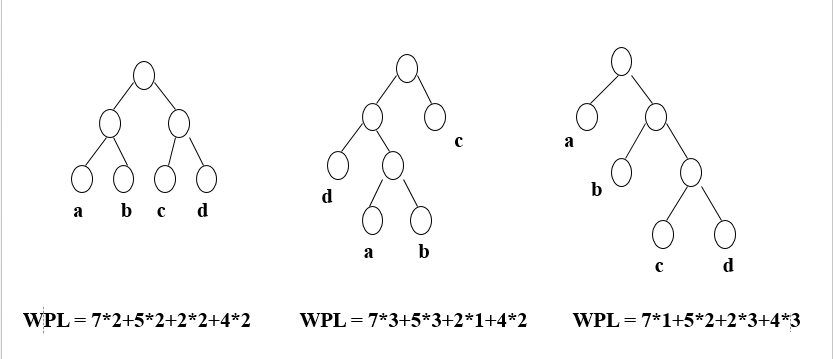 a b c d
c
d
a b
a
b
c d
WPL = 7*2+5*2+2*2+4*2
WPL = 7*3+5*3+2*1+4*2
WPL = 7*1+5*2+2*3+4*3